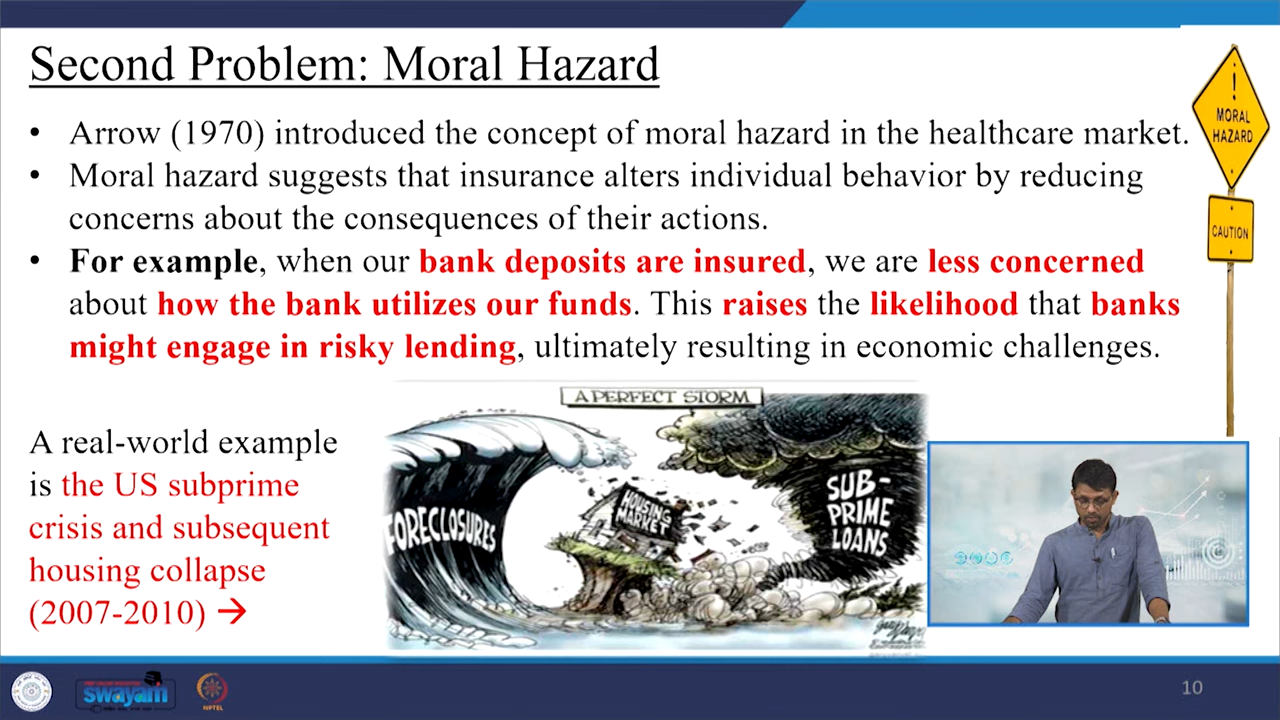 Second Problem: Moral Hazard
• Arrow (1970) introduced the concept of moral hazard in the healthcare market.
• Moral hazard suggests that insurance alters individual behavior by reducing
concerns about the consequences of their actions.
• For example, when our bank deposits are insured, we are less concerned
about how the bank utilizes our funds. This raises the likelihood that banks
might engage in risky lending, ultimately resulting in economic challenges.
!
MORAL
HAZARD
CAUTION
A real-world example
is the US subprime
crisis and subsequent
housing collapse
(2007-2010) →
A PERFECT STORM
FORECLOSURES
HOUSING
MARKET
SUB-
PRIME
LOANS
swayam
NPTEL
10